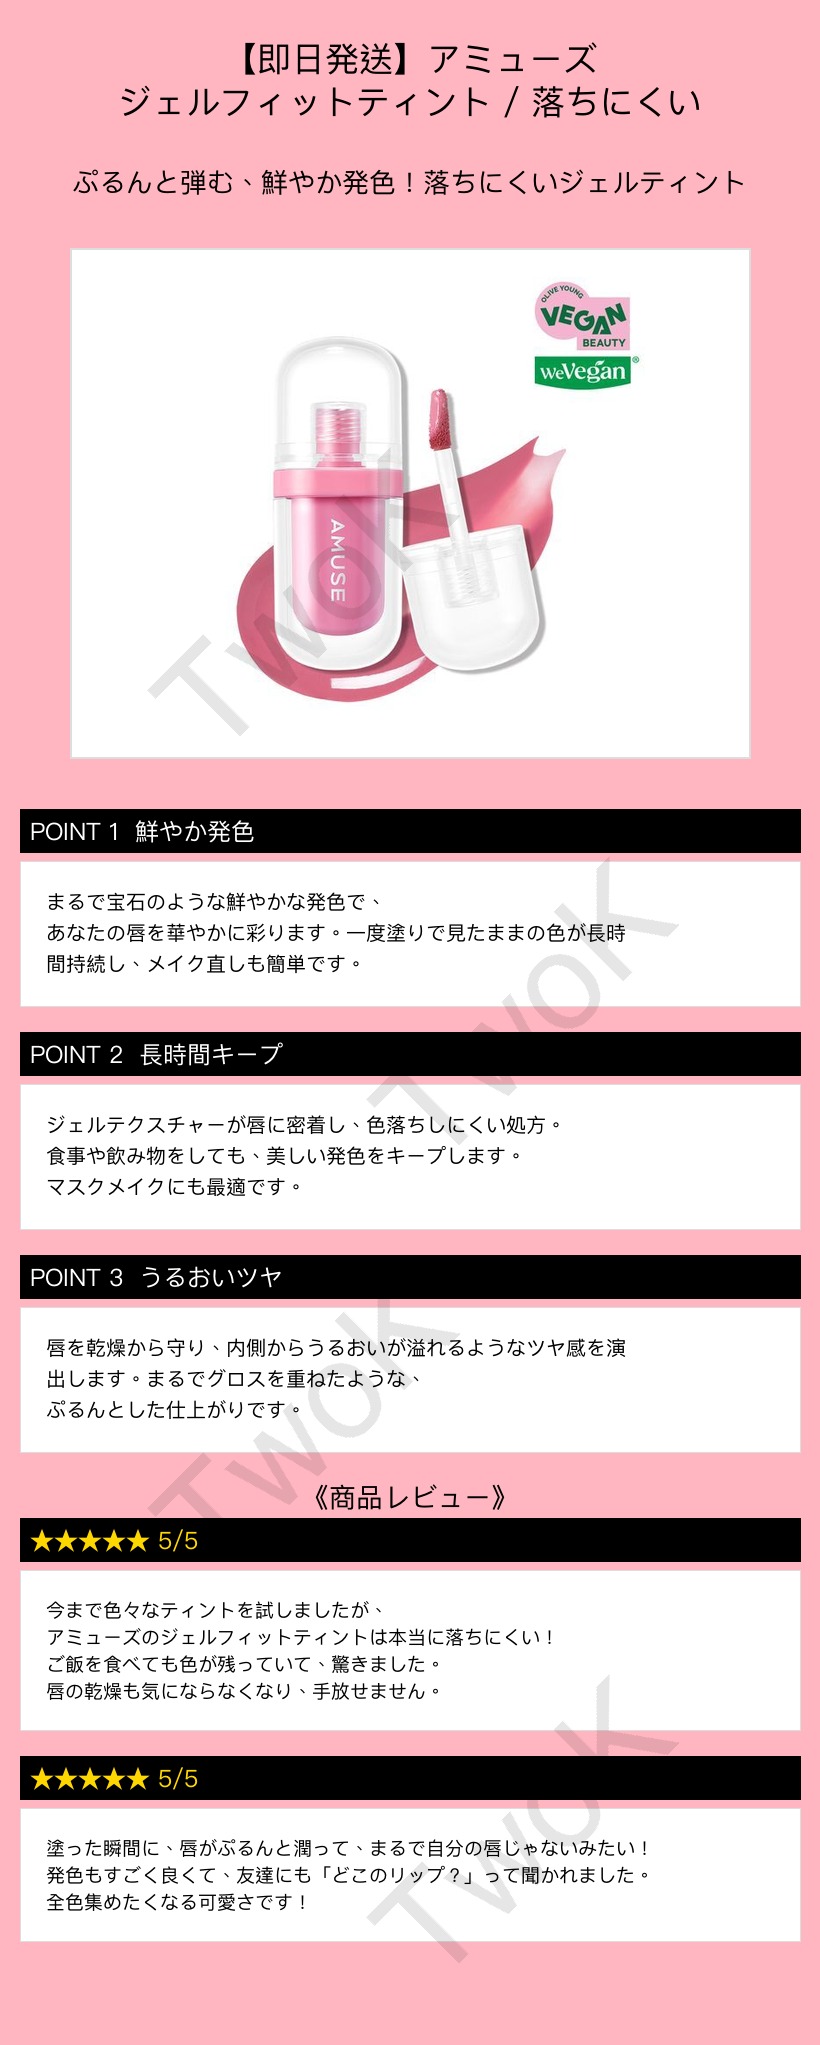 【即日発送】アミューズ
ジェルフィットティント / 落ちにくい
ぷるんと弾む、鮮やか発色！落ちにくいジェルティント
OLIVE YOUNG
VEGAN
BEAUTY
weVegan®
AMUSE
TwoK
POINT 1 鮮やか発色
まるで宝石のような鮮やかな発色で、
あなたの唇を華やかに彩ります。一度塗りで見たままの色が長時
間持続し、メイク直しも簡単です。
TwoK
POINT 2 長時間キープ
ジェルテクスチャーが唇に密着し、色落ちしにくい処方。
食事や飲み物をしても、美しい発色をキープします。
マスクメイクにも最適です。
POINT 3 うるおいツヤ
唇を乾燥から守り、内側からうるおいが溢れるようなツヤ感を演
出します。まるでグロスを重ねたような、
ぷるんとした仕上がりです。
TwoK
《商品レビュー》
★★★★★ 5/5
今まで色々なティントを試しましたが、
アミューズのジェルフィットティントは本当に落ちにくい！
ご飯を食べても色が残っていて、驚きました。
唇の乾燥も気にならなくなり、手放せません。
★★★★★ 5/5
塗った瞬間に、唇がぷるんと潤って、まるで自分の唇じゃないみたい！
発色もすごく良くて、友達にも「どこのリップ？」って聞かれました。
全色集めたくなる可愛さです！
TwoK